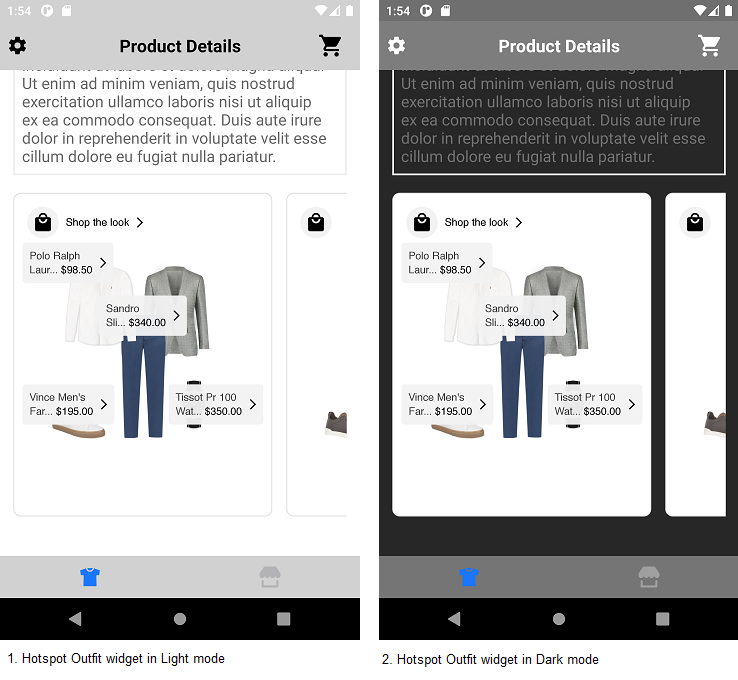 1:54
Product Details
Ut enim ad minim veniam, quis nostrud
exercitation ullamco laboris nisi ut aliquip
ex ea commodo consequat. Duis aute irure
dolor in reprehenderit in voluptate velit esse
cillum dolore eu fugiat nulla pariatur.
Shop the look
Polo Ralph
Laur... $98.50
Sandro
Sli... $340.00
Vince Men's
Far... $195.00
Tissot Pr 100
Wat... $350.00
1. Hotspot Outfit widget in Light mode
1:54
Product Details
Ut enim ad minim veniam, quis nostrud
exercitation ullamco laboris nisi ut aliquip
ex ea commodo consequat. Duis aute irure
dolor in reprehenderit in voluptate velit esse
cillum dolore eu fugiat nulla pariatur.
Shop the look
Polo Ralph
Laur... $98.50
Sandro
Sli... $340.00
Vince Men's
Far... $195.00
Tissot Pr 100
Wat... $350.00
2. Hotspot Outfit widget in Dark mode